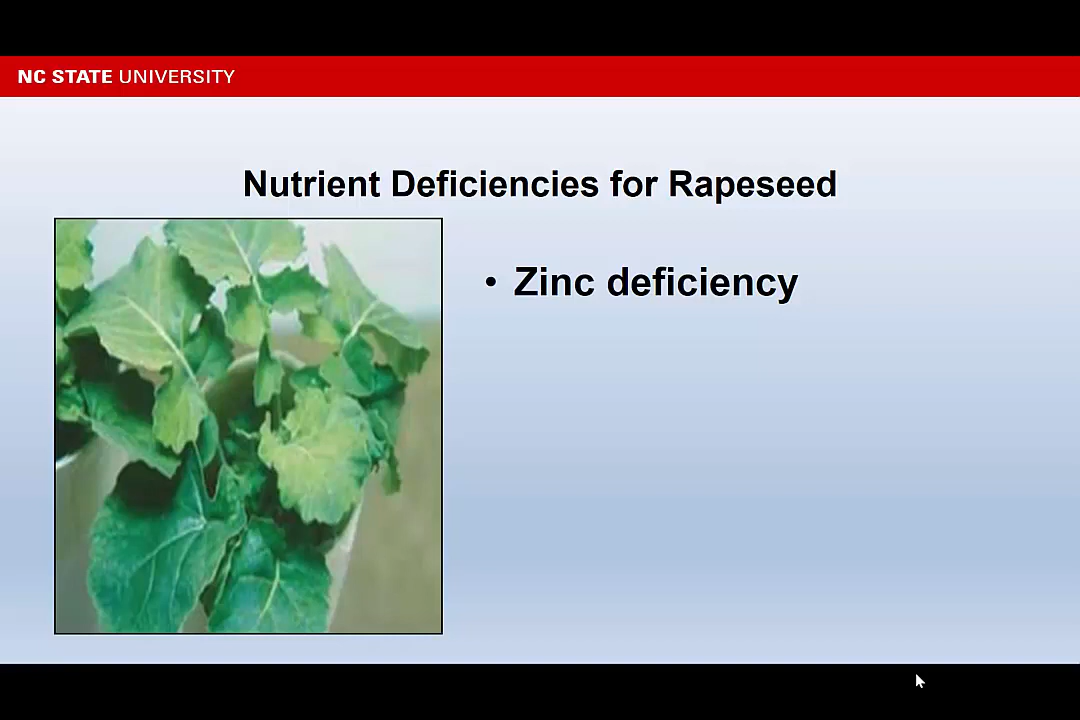 NC STATE UNIVERSITY
Nutrient Deficiencies for Rapeseed
• Zinc deficiency